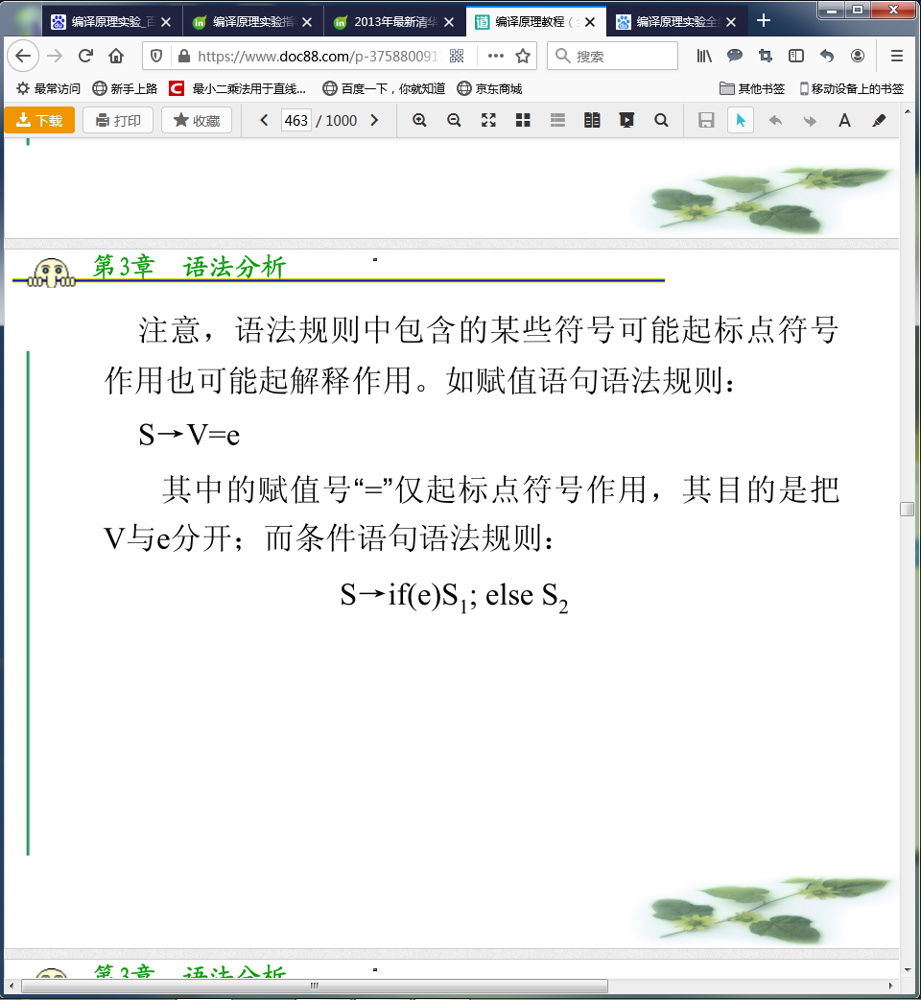 编译原理实验_百
编译原理实验指
2013年最新清华
编译原理教程（
编译原理实验全
https://www.doc88.com/p-37588009
搜索
最常访问
新手上路
C
最小二乘法用于直线...
百度一下，你就知道
京东商城
其他书签
移动设备上的书签
下载
打印
收藏
463 / 1000
A
第3章 语法分析
注意，语法规则中包含的某些符号可能起标点符号
作用也可能起解释作用。如赋值语句语法规则：
S→V=e
其中的赋值号“=”仅起标点符号作用，其目的是把
V与e分开；而条件语句语法规则：
S→if(e)S₁; else S₂
第3章 语法分析